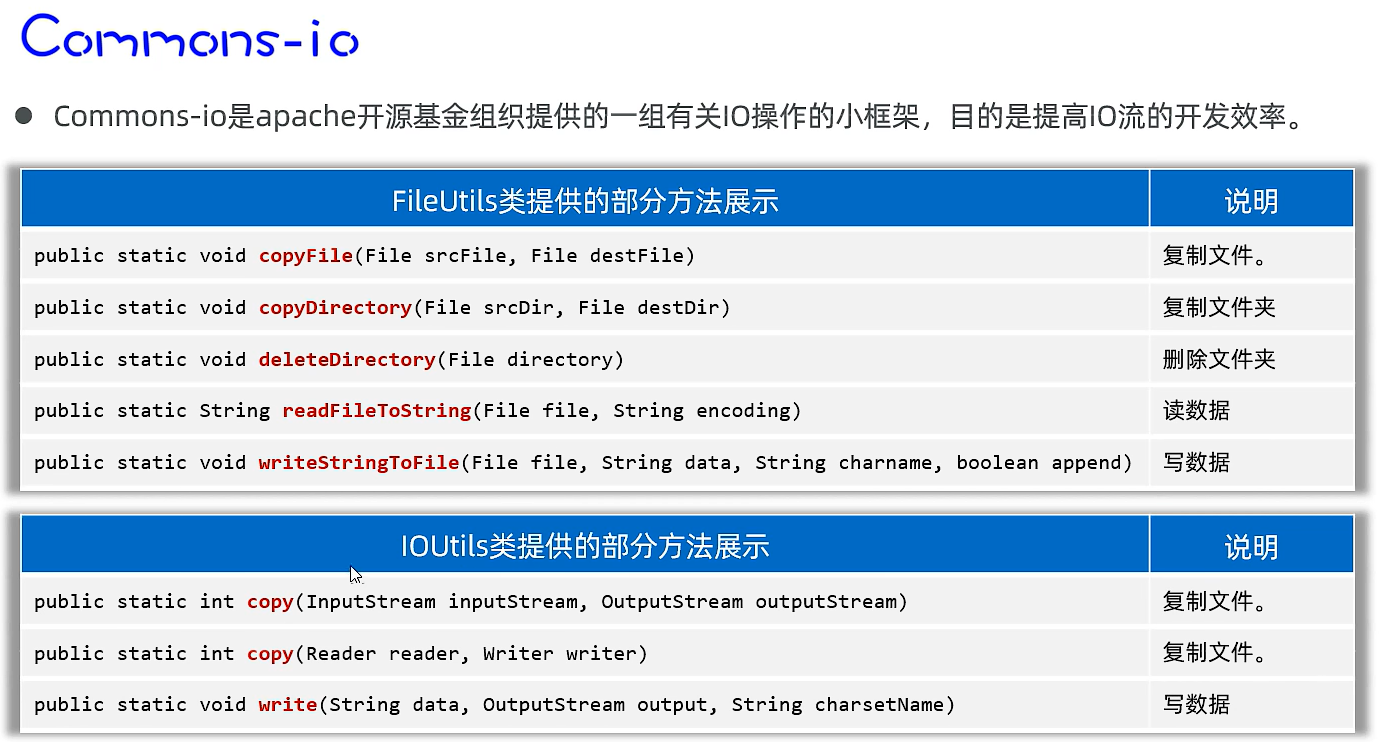 Commons-io
● Commons-io是apache开源基金组织提供的一组有关IO操作的小框架，目的是提高IO流的开发效率。
FileUtils类提供的部分方法展示 说明
public static void copyFile(File srcFile, File destFile) 复制文件。
public static void copyDirectory(File srcDir, File destDir) 复制文件夹
public static void deleteDirectory(File directory) 删除文件夹
public static String readFileToString(File file, String encoding) 读数据
public static void writeStringToFile(File file, String data, String charname, boolean append) 写数据
IOUtils类提供的部分方法展示 说明
public static int copy(InputStream inputStream, OutputStream outputStream) 复制文件。
public static int copy(Reader reader, Writer writer) 复制文件。
public static void write(String data, OutputStream output, String charsetName) 写数据